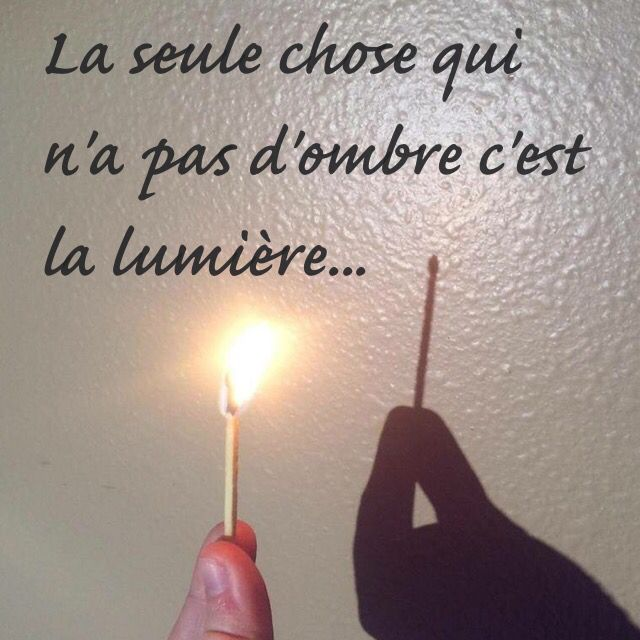 La seule chose qui
n'a pas d'ombre c'est
la lumière...